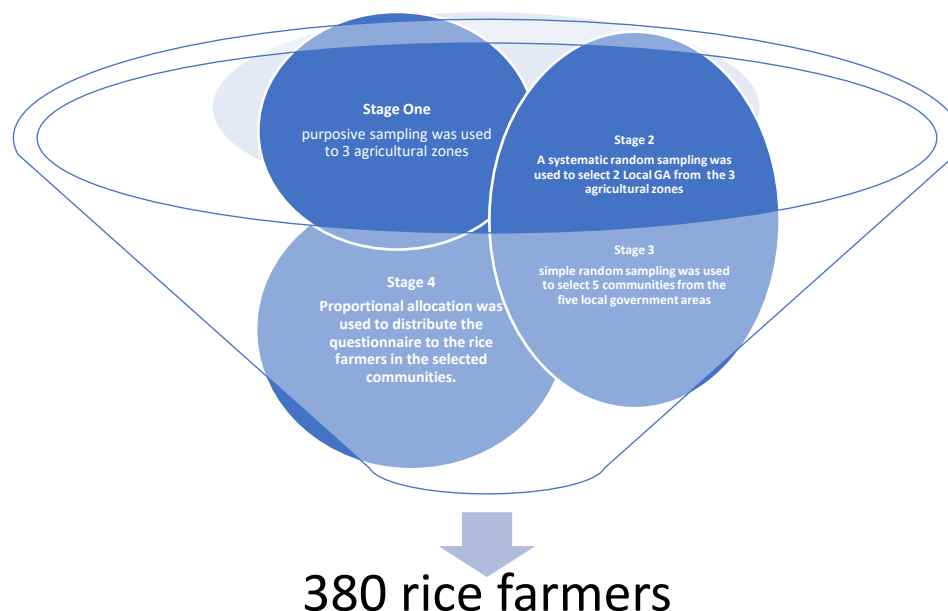 Stage One
purposive sampling was used
to 3 agricultural zones
Stage 2
A systematic random sampling was
used to select 2 Local GA from the 3
agricultural zones
Stage 3
simple random sampling was used
to select 5 communities from the
five local government areas
Stage 4
Proportional allocation was
used to distribute the
questionnaire to the rice
farmers in the selected
communities.
380 rice farmers